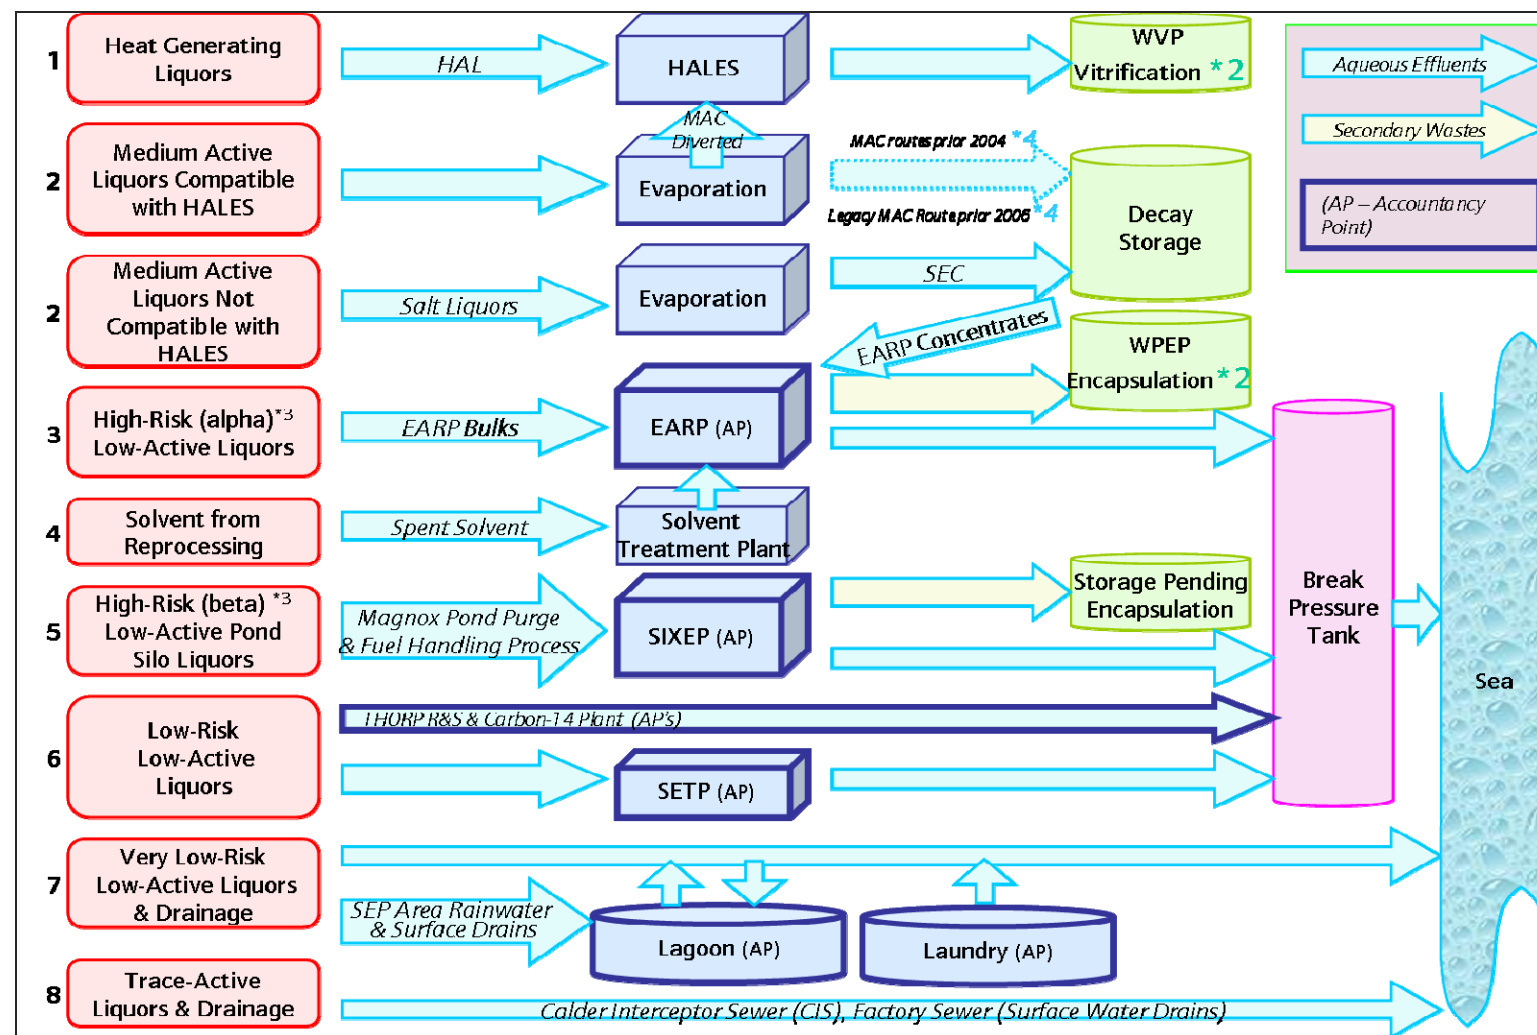 1
Heat Generating
Liquors
HAL
HALES
WVP
Vitrification *2
Aqueous Effluents
Secondary Wastes
(AP – Accountancy
Point)
2
Medium Active
Liquors Compatible
with HALES
MAC
Diverted
Evaporation
MAC routes prior 2004 *4
Legacy MAC Route prior 2006 *4
Decay
Storage
2
Medium Active
Liquors Not
Compatible with
HALES
Salt Liquors
Evaporation
SEC
EARP Concentrates
WPEP
Encapsulation *2
3
High-Risk (alpha)*3
Low-Active Liquors
EARP Bulks
EARP (AP)
4
Solvent from
Reprocessing
Spent Solvent
Solvent
Treatment Plant
5
High-Risk (beta) *3
Low-Active Pond
Silo Liquors
Magnox Pond Purge
& Fuel Handling Process
SIXEP (AP)
Storage Pending
Encapsulation
Break
Pressure
Tank
Sea
6
Low-Risk
Low-Active
Liquors
THORP R&S & Carbon-14 Plant (AP's)
SETP (AP)
7
Very Low-Risk
Low-Active Liquors
& Drainage
SEP Area Rainwater
& Surface Drains
Lagoon (AP)
Laundry (AP)
8
Trace-Active
Liquors & Drainage
Calder Interceptor Sewer (CIS), Factory Sewer (Surface Water Drains)